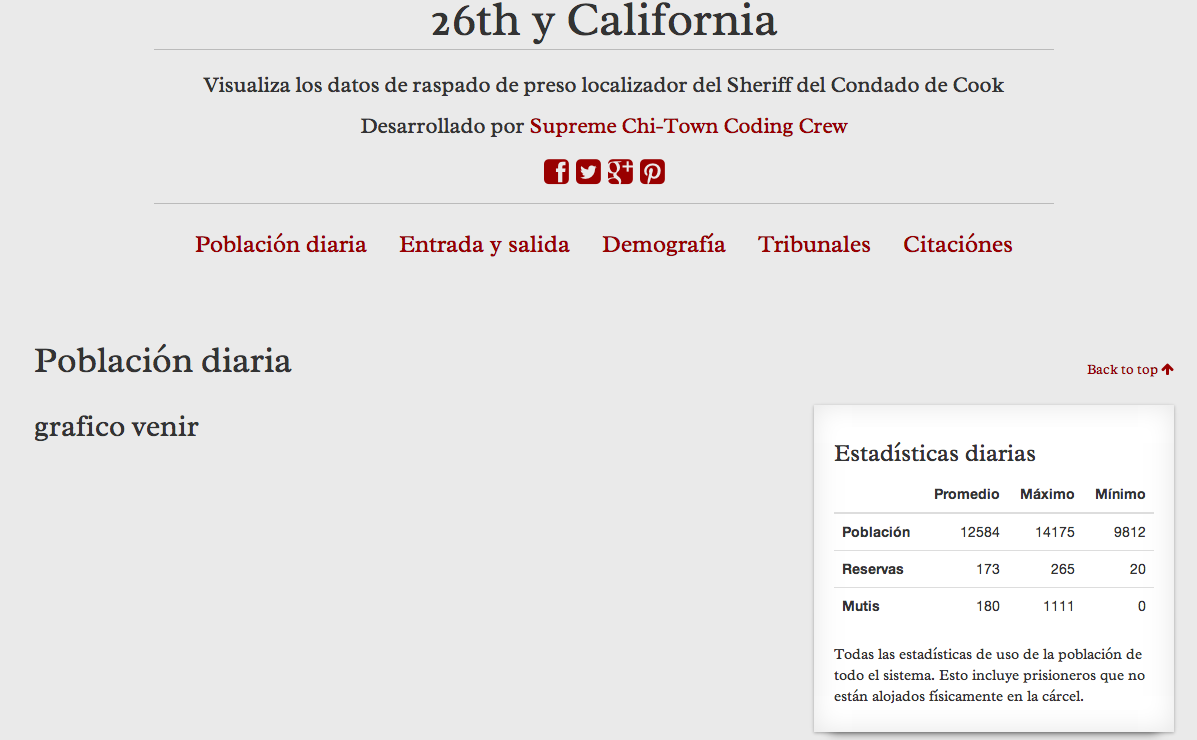 26th y California
Visualiza los datos de raspado de preso localizador del Sheriff del Condado de Cook
Desarrollado por Supreme Chi-Town Coding Crew
Población diaria Entrada y salida Demografía Tribunales Citaciónes
Población diaria
Back to top
grafico venir
Estadísticas diarias
Promedio Máximo Mínimo
Población 12584 14175 9812
Reservas 173 265 20
Mutis 180 1111 0
Todas las estadísticas de uso de la población de
todo el sistema. Esto incluye prisioneros que no
están alojados físicamente en la cárcel.